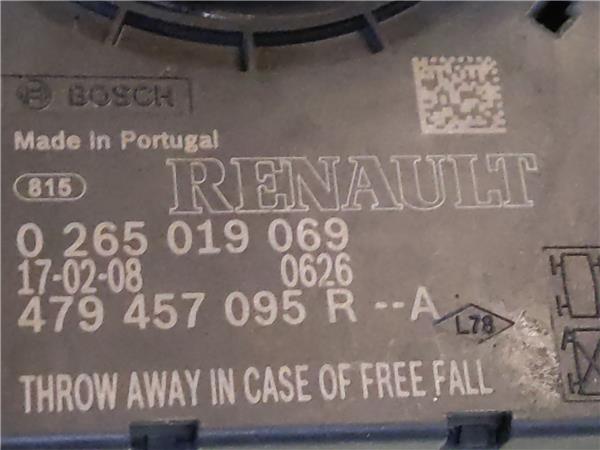 BOSCH
Made in Portugal
815
RENAULT
0 265 019 069
17-02-08 0626
479 457 095 R --A
L78
THROW AWAY IN CASE OF FREE FALL